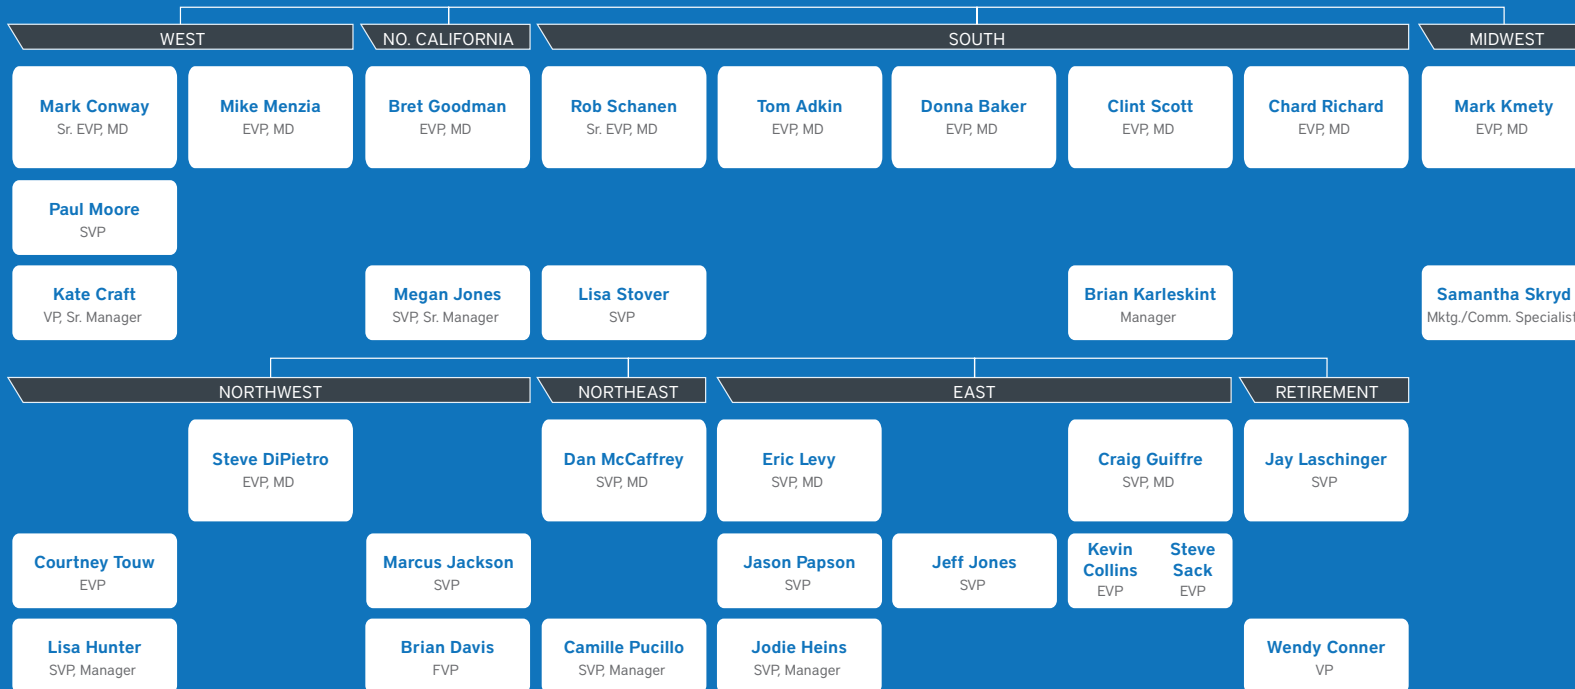 WEST
NO. CALIFORNIA
SOUTH
MIDWEST
Mark Conway
Sr. EVP, MD
Mike Menzia
EVP, MD
Bret Goodman
EVP, MD
Rob Schanen
Sr. EVP, MD
Tom Adkin
EVP, MD
Donna Baker
EVP, MD
Clint Scott
EVP, MD
Chard Richard
EVP, MD
Mark Kmety
EVP, MD
Paul Moore
SVP
Kate Craft
VP, Sr. Manager
Megan Jones
SVP, Sr. Manager
Lisa Stover
SVP
Brian Karleskint
Manager
Samantha Skryd
Mktg./Comm. Specialist
NORTHWEST
NORTHEAST
EAST
RETIREMENT
Steve DiPietro
EVP, MD
Dan McCaffrey
SVP, MD
Eric Levy
SVP, MD
Craig Guiffre
SVP, MD
Jay Laschinger
SVP
Courtney Touw
EVP
Marcus Jackson
SVP
Jason Papson
SVP
Jeff Jones
SVP
Kevin
Collins
EVP
Steve
Sack
EVP
Lisa Hunter
SVP, Manager
Brian Davis
FVP
Camille Pucillo
SVP, Manager
Jodie Heins
SVP, Manager
Wendy Conner
VP